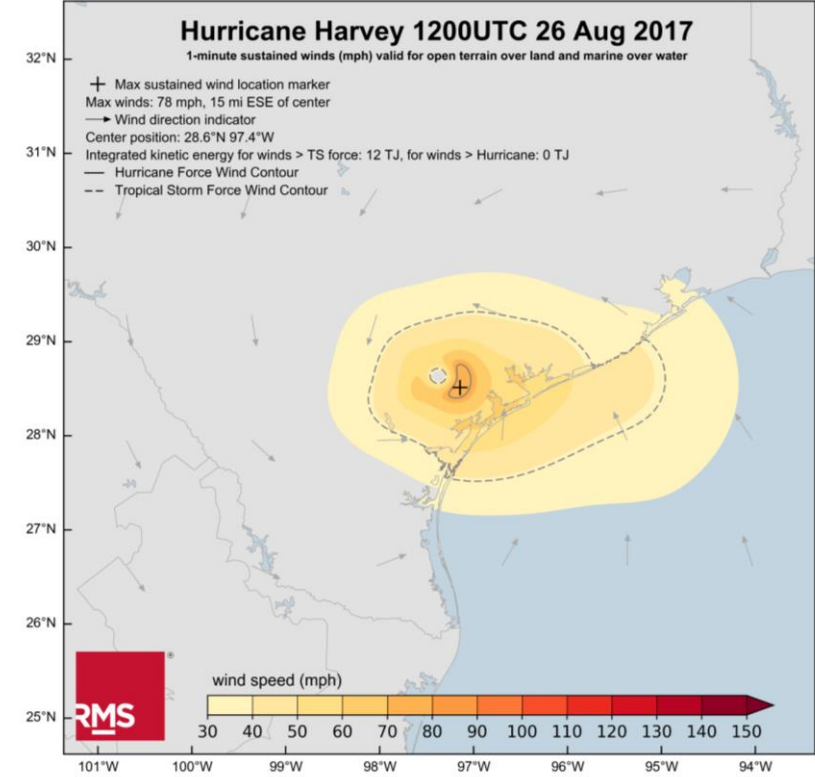 Hurricane Harvey 1200UTC 26 Aug 2017
1-minute sustained winds (mph) valid for open terrain over land and marine over water
Max sustained wind location marker
Max winds: 78 mph, 15 mi ESE of center
Wind direction indicator
Center position: 28.6°N 97.4°W
Integrated kinetic energy for winds > TS force: 12 TJ, for winds > Hurricane: 0 TJ
Hurricane Force Wind Contour
Tropical Storm Force Wind Contour
32°N
31°N
30°N
29°N
28°N
27°N
26°N
25°N
RMS ®
wind speed (mph)
30 40 50 60 70 80 90 100 110 120 130 140 150
101°W 100°W 99°W 98°W 97°W 96°W 95°W 94°W